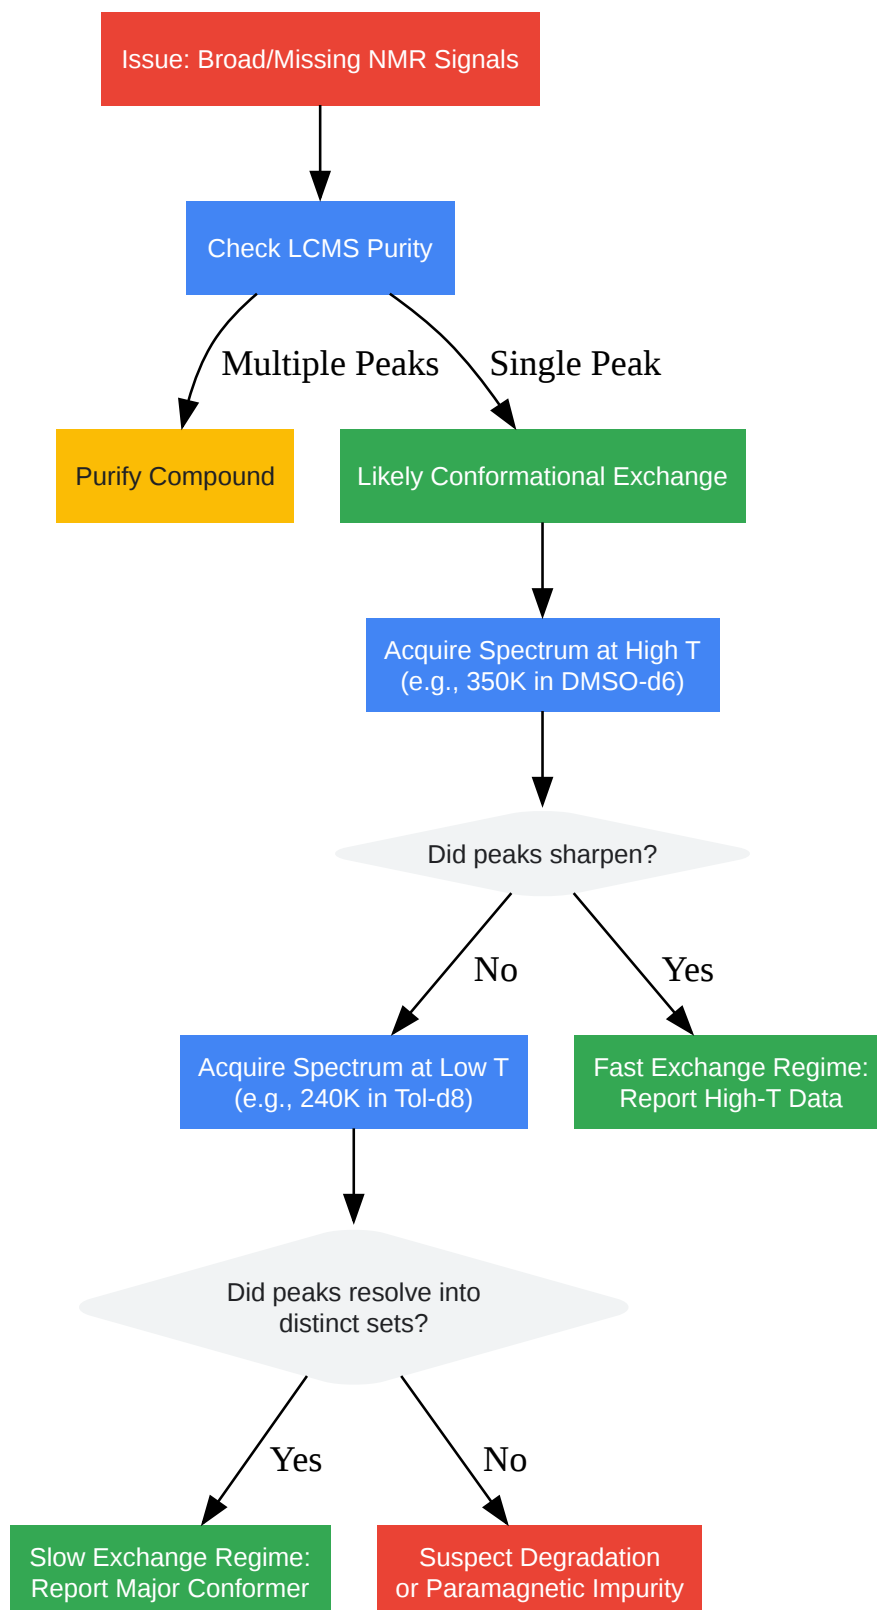 Issue: Broad/Missing NMR Signals
Check LCMS Purity
Multiple Peaks
Single Peak
Purify Compound
Likely Conformational Exchange
Acquire Spectrum at High T
(e.g., 350K in DMSO-d6)
Did peaks sharpen?
No
Yes
Acquire Spectrum at Low T
(e.g., 240K in Tol-d8)
Fast Exchange Regime:
Report High-T Data
Did peaks resolve into
distinct sets?
Yes
No
Slow Exchange Regime:
Report Major Conformer
Suspect Degradation
or Paramagnetic Impurity